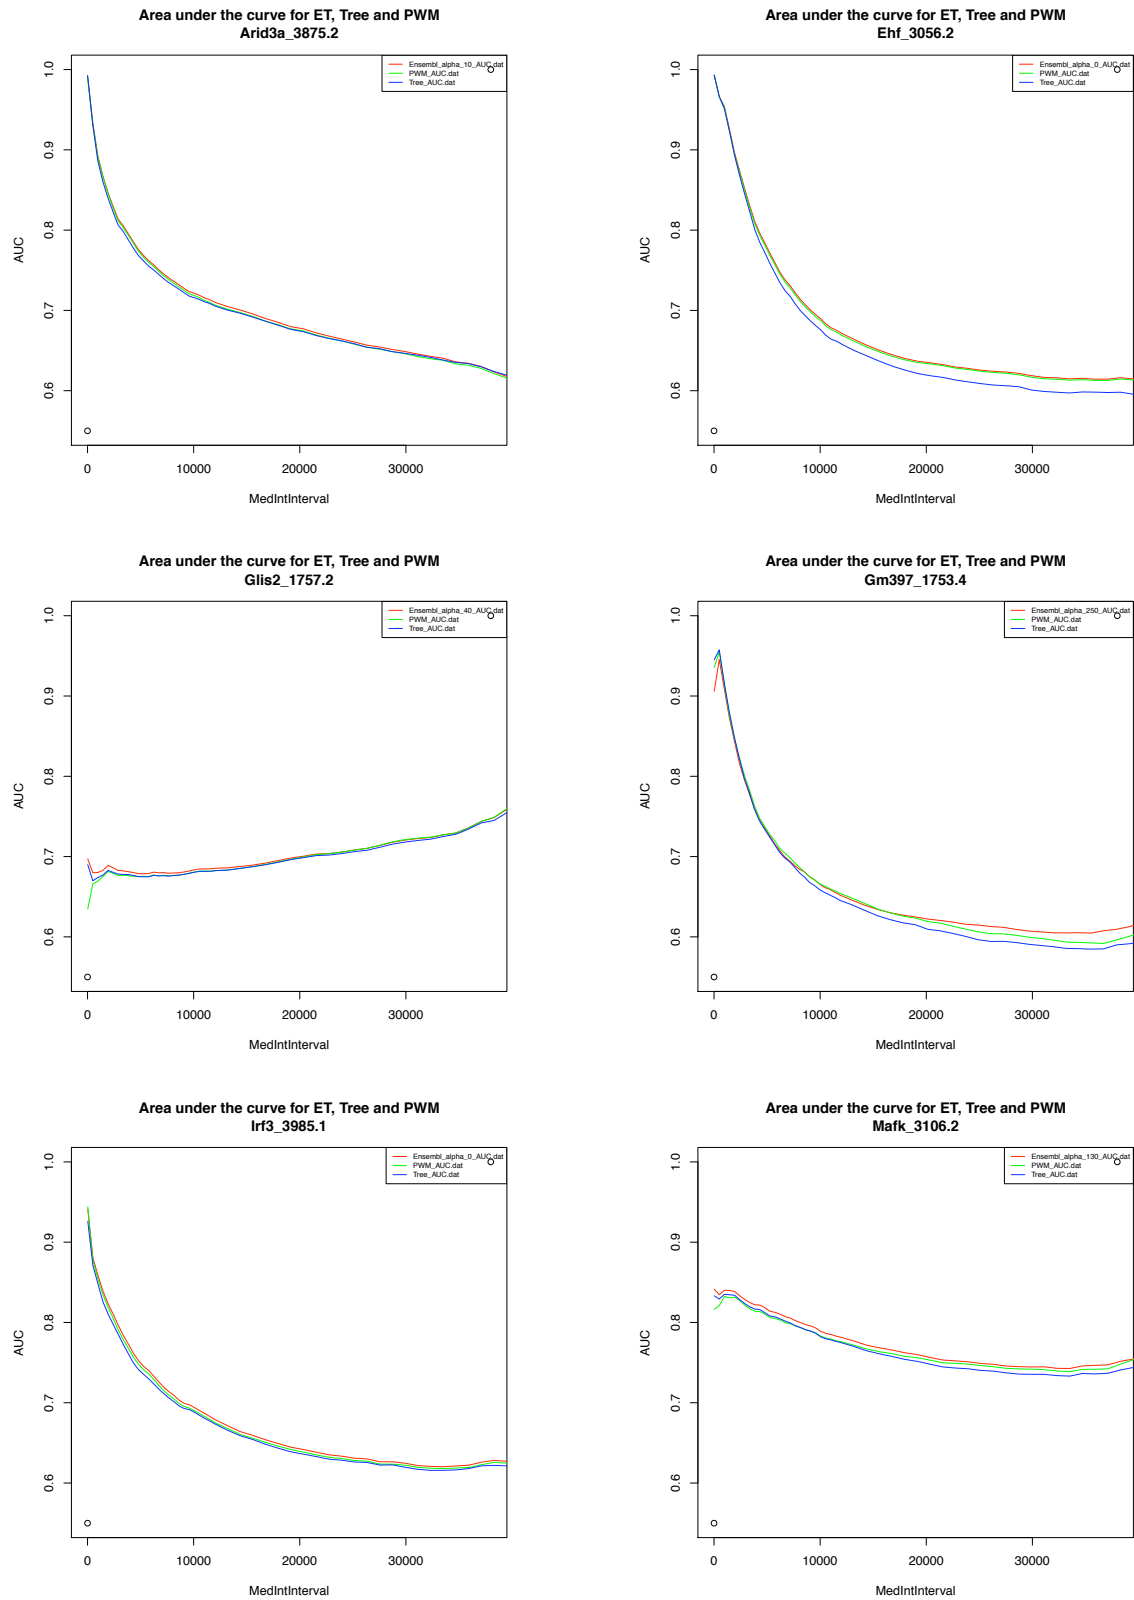 Area under the curve for ET, Tree and PWM
Arid3a_3875.2
Ensembl_alpha_10_AUC.dat
PWM_AUC.dat
Tree_AUC.dat
1.0
0.9
0.8
0.7
0.6
AUC
0 10000 20000 30000
MedIntInterval
Area under the curve for ET, Tree and PWM
Ehf_3056.2
Ensembl_alpha_0_AUC.dat
PWM_AUC.dat
Tree_AUC.dat
1.0
0.9
0.8
0.7
0.6
AUC
0 10000 20000 30000
MedIntInterval
Area under the curve for ET, Tree and PWM
Glis2_1757.2
Ensembl_alpha_40_AUC.dat
PWM_AUC.dat
Tree_AUC.dat
1.0
0.9
0.8
0.7
0.6
AUC
0 10000 20000 30000
MedIntInterval
Area under the curve for ET, Tree and PWM
Gm397_1753.4
Ensembl_alpha_250_AUC.dat
PWM_AUC.dat
Tree_AUC.dat
1.0
0.9
0.8
0.7
0.6
AUC
0 10000 20000 30000
MedIntInterval
Area under the curve for ET, Tree and PWM
Irf3_3985.1
Ensembl_alpha_0_AUC.dat
PWM_AUC.dat
Tree_AUC.dat
1.0
0.9
0.8
0.7
0.6
AUC
0 10000 20000 30000
MedIntInterval
Area under the curve for ET, Tree and PWM
Mafk_3106.2
Ensembl_alpha_130_AUC.dat
PWM_AUC.dat
Tree_AUC.dat
1.0
0.9
0.8
0.7
0.6
AUC
0 10000 20000 30000
MedIntInterval